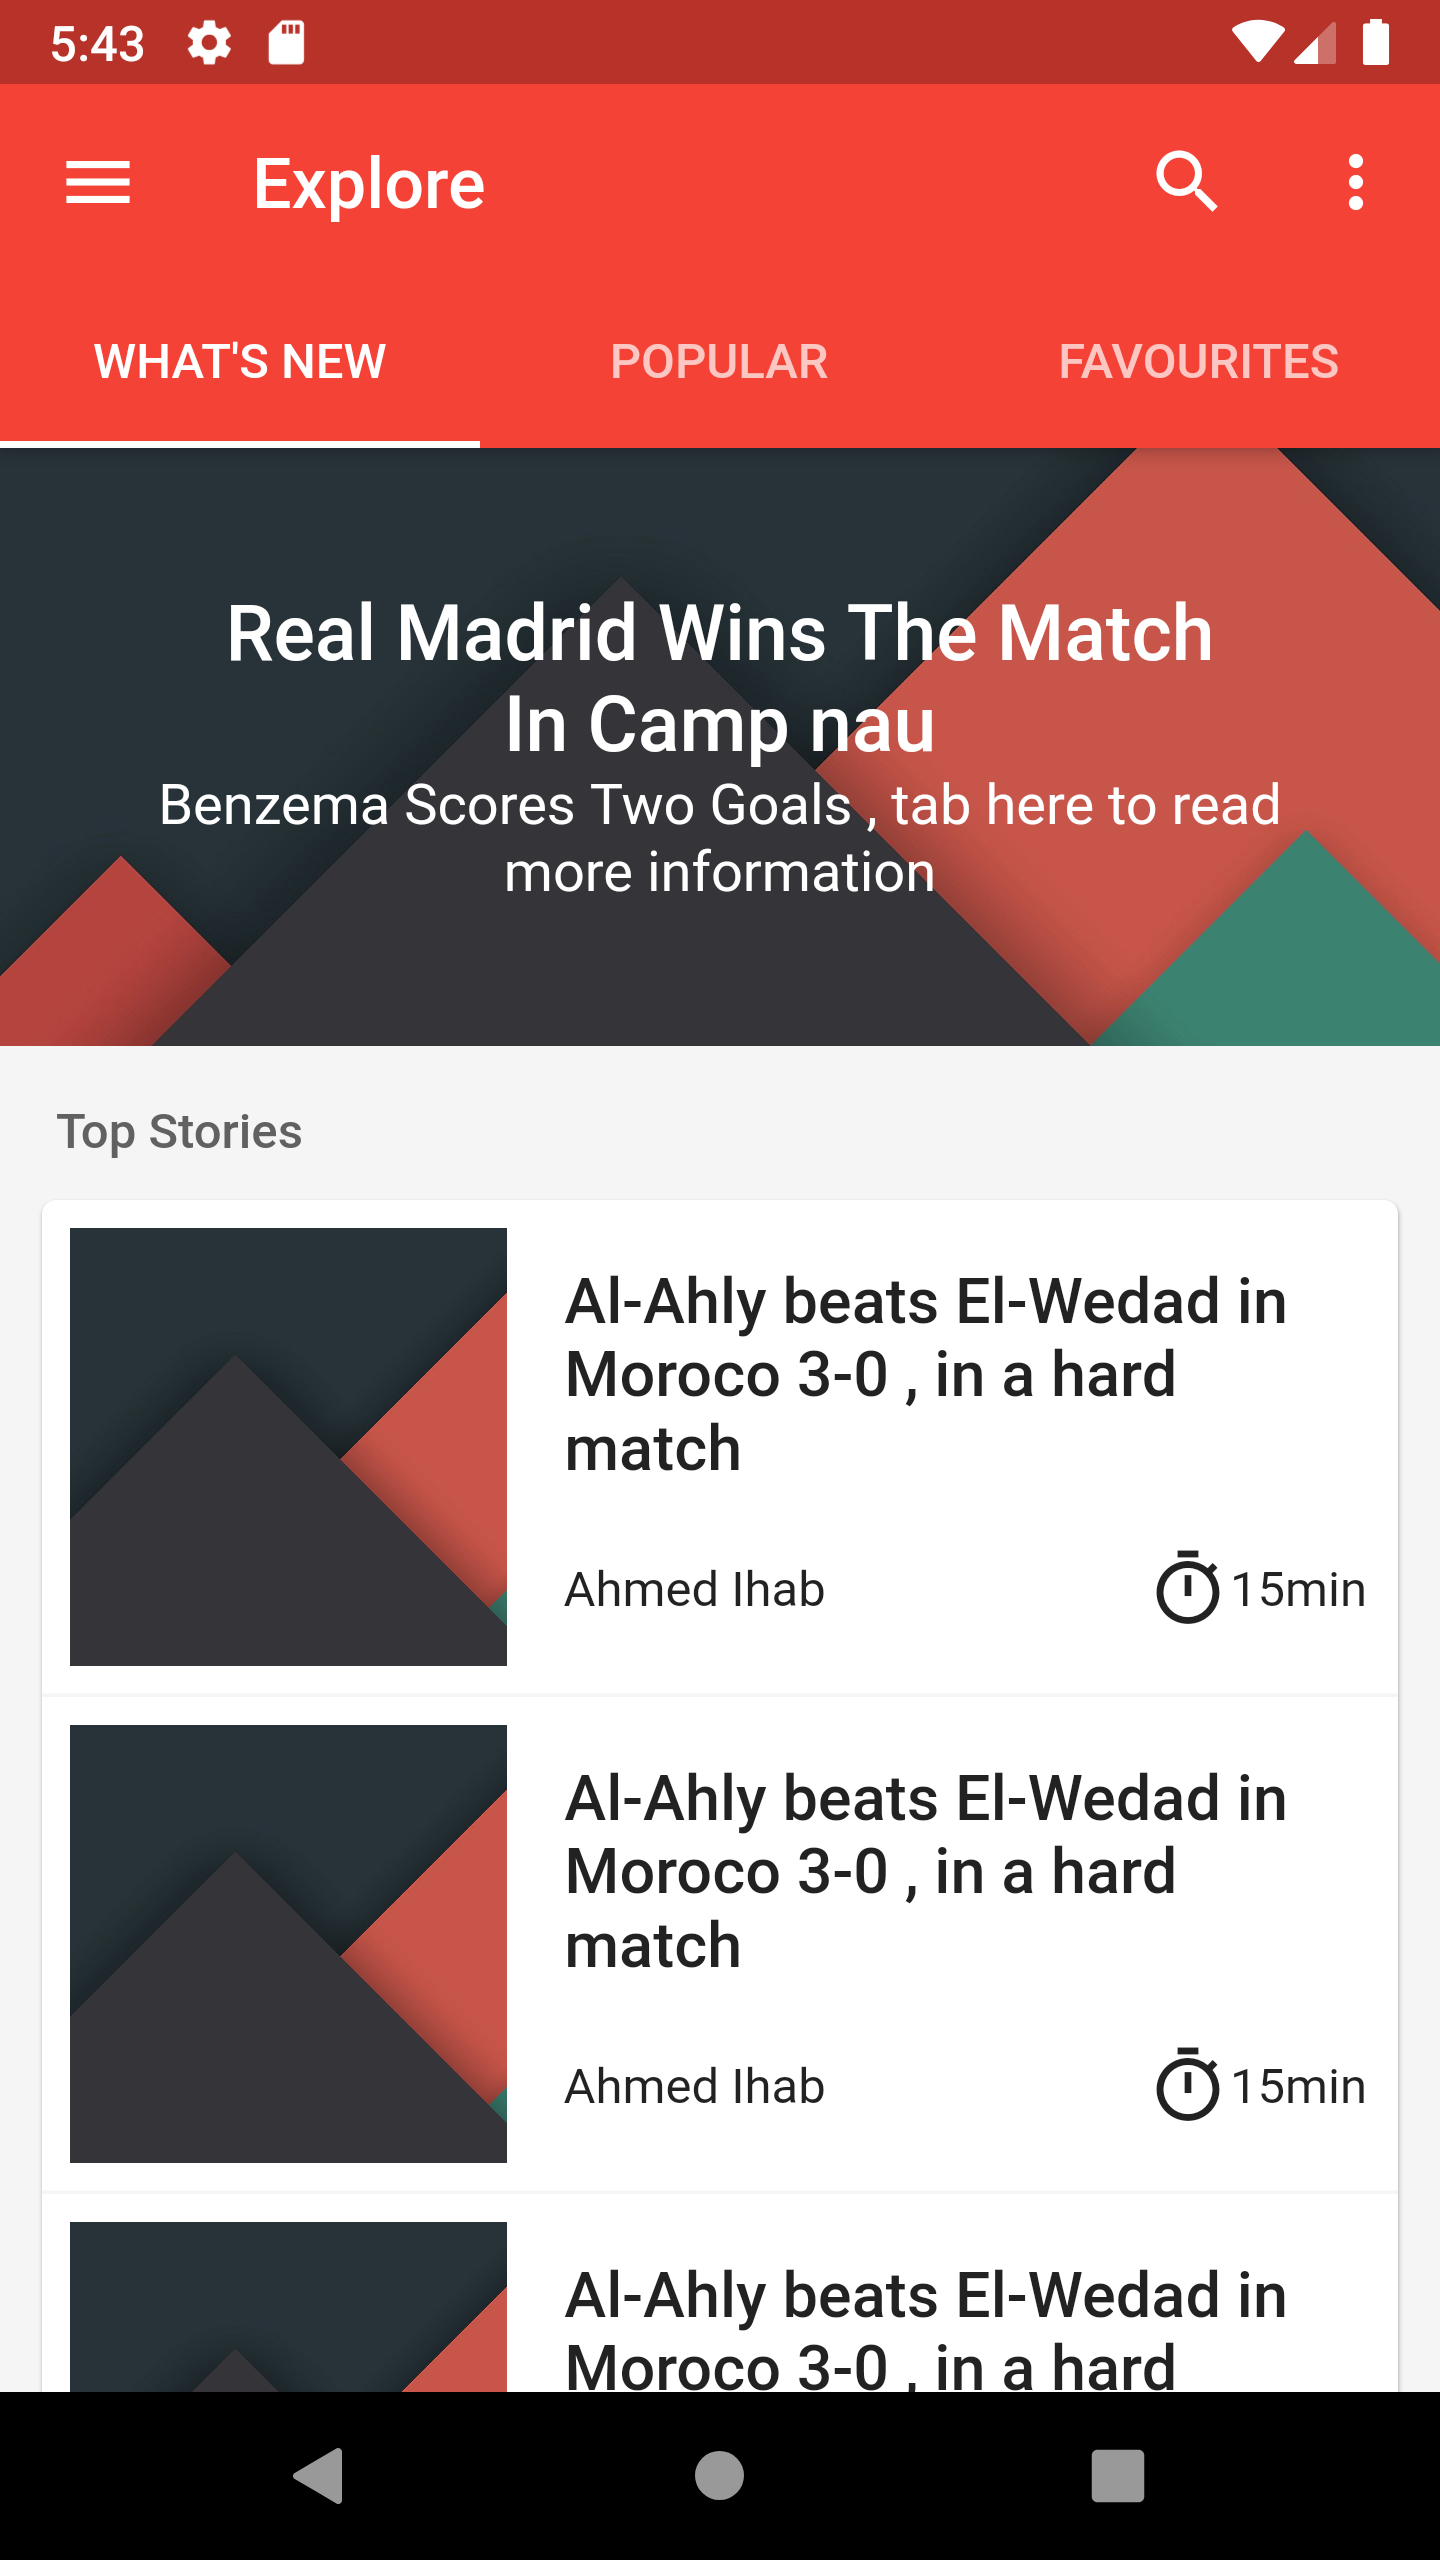 5:43
Explore
WHAT'S NEW
POPULAR
FAVOURITES
Real Madrid Wins The Match
In Camp nau
Benzema Scores Two Goals , tab here to read
more information
Top Stories
Al-Ahly beats El-Wedad in
Moroco 3-0 , in a hard
match
Ahmed Ihab
15min
Al-Ahly beats El-Wedad in
Moroco 3-0 , in a hard
match
Ahmed Ihab
15min
Al-Ahly beats El-Wedad in
Moroco 3-0 , in a hard